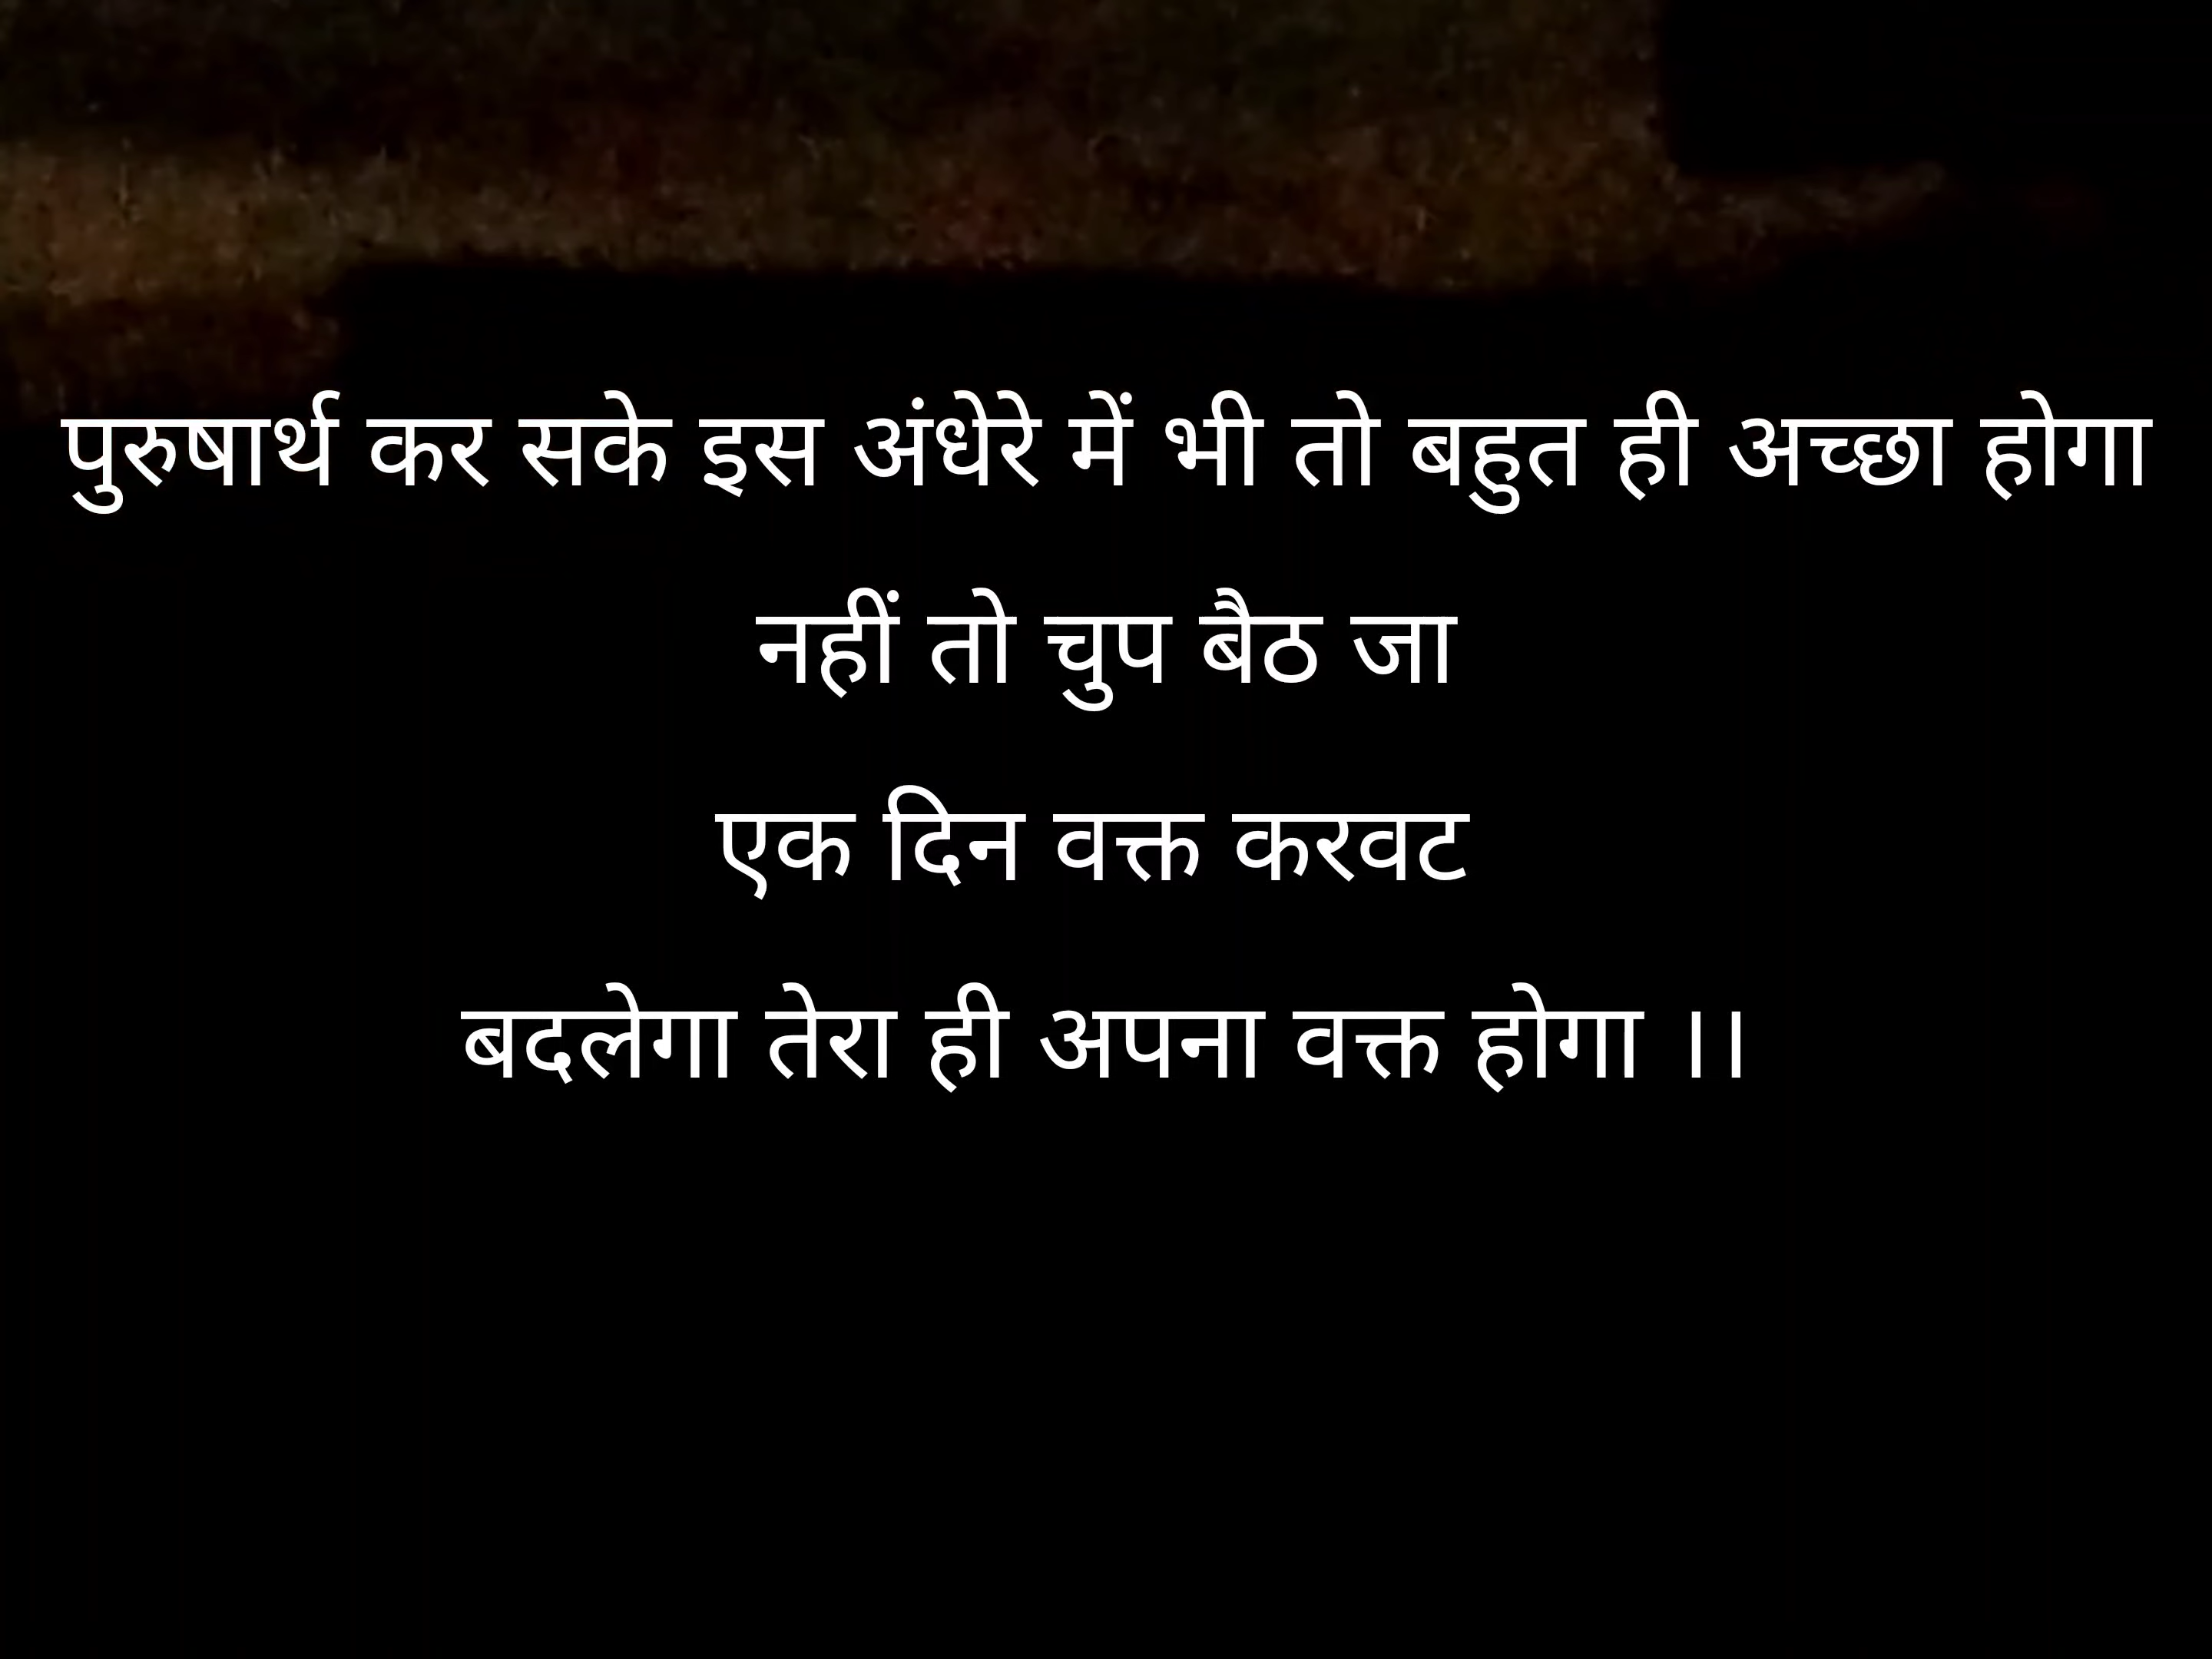 पुरुषार्थ कर सके इस अंधेरे में भी तो बहुत ही अच्छा होगा
नहीं तो चुप बैठ जा
एक दिन वक्त करवट
बदलेगा तेरा ही अपना वक्त होगा ।।